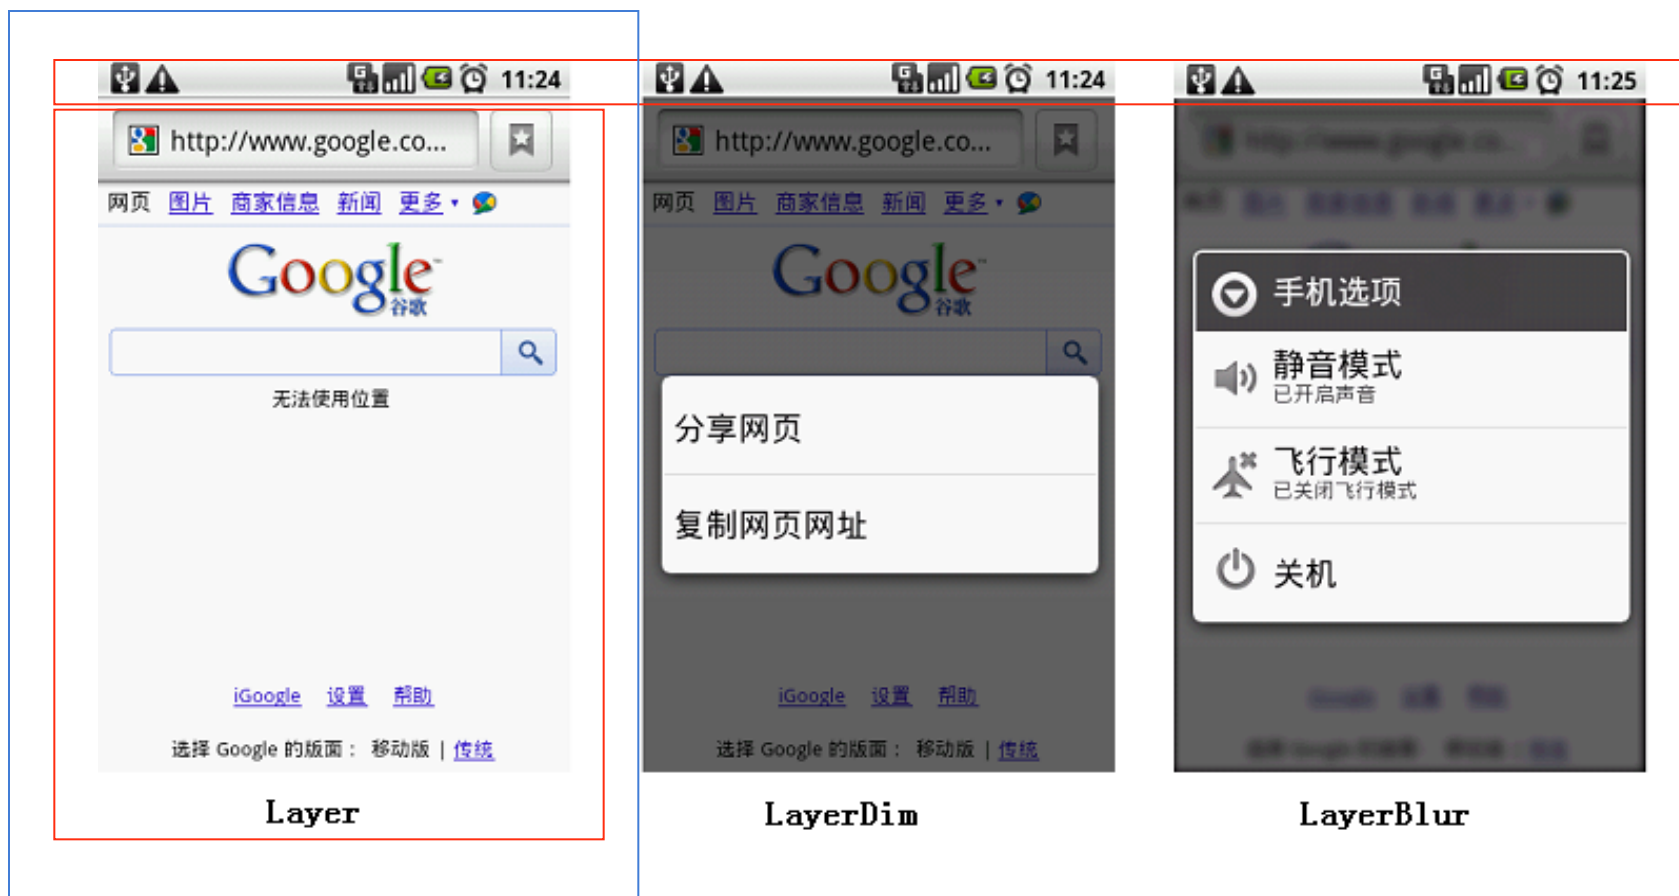 11:24
http://www.google.co...
网页 图片 商家信息 新闻 更多
Google
谷歌
无法使用位置
iGoogle 设置 帮助
选择 Google 的版面： 移动版 | 传统
Layer
11:24
http://www.google.co...
网页 图片 商家信息 新闻 更多
Google
谷歌
分享网页
复制网页网址
iGoogle 设置 帮助
选择 Google 的版面： 移动版 | 传统
LayerDim
11:25
手机选项
静音模式
已开启声音
飞行模式
已关闭飞行模式
关机
LayerBlur